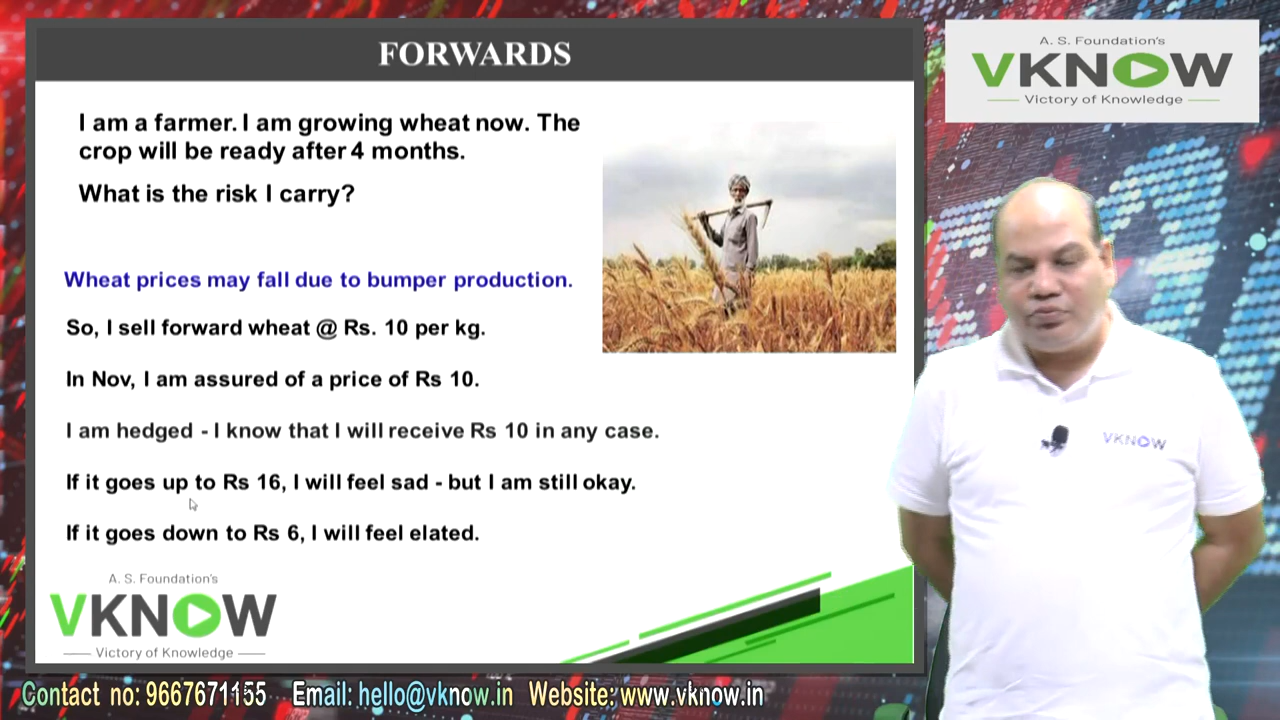 FORWARDS
I am a farmer. I am growing wheat now. The
crop will be ready after 4 months.
What is the risk I carry?
Wheat prices may fall due to bumper production.
So, I sell forward wheat @ Rs. 10 per kg.
In Nov, I am assured of a price of Rs 10.
I am hedged - I know that I will receive Rs 10 in any case.
If it goes up to Rs 16, I will feel sad - but I am still okay.
If it goes down to Rs 6, I will feel elated.
A. S. Foundation's
VKNOW
Victory of Knowledge
A. S. Foundation's
VKNOW
Victory of Knowledge
VKNOW
Contact no: 9667671155 Email: hello@vknow.in Website: www.vknow.in